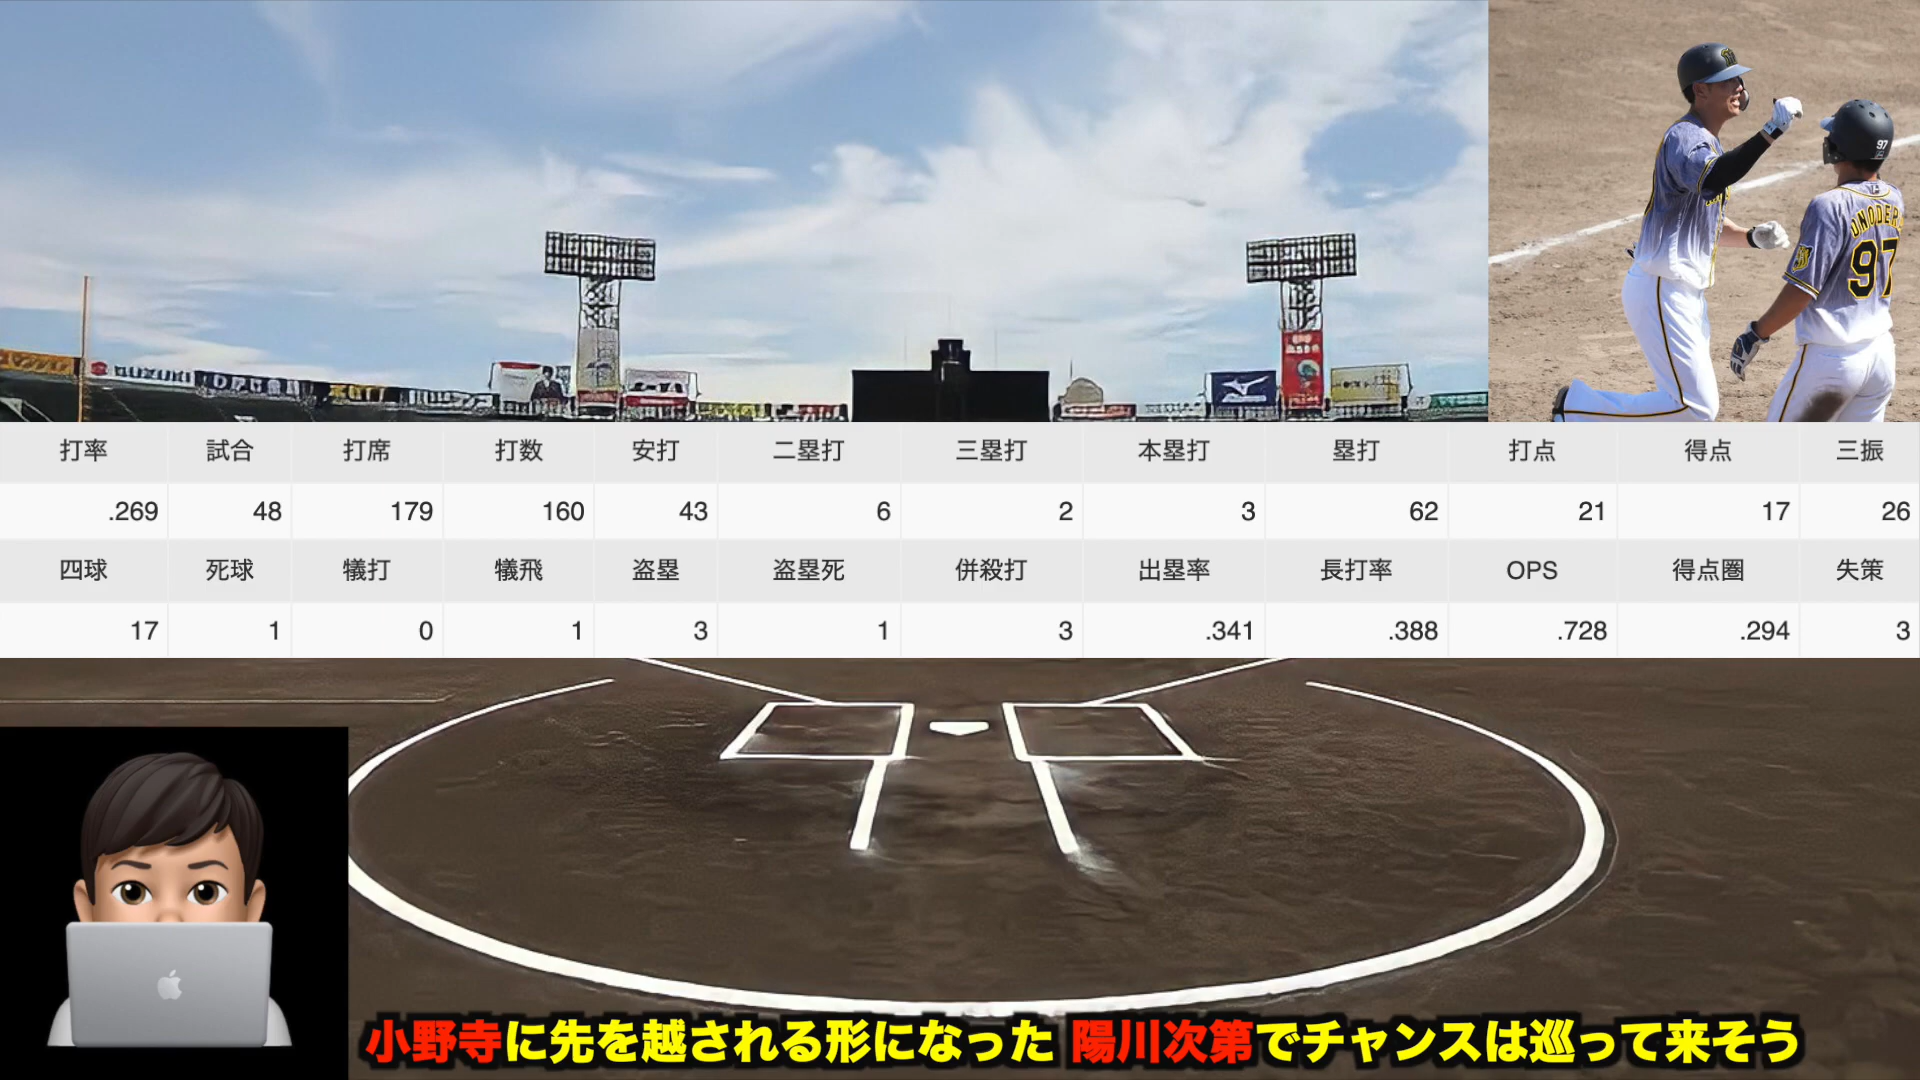 97
ONODERA
97
SUZUKI
打率 試合 打席 打数 安打 二塁打 三塁打 本塁打 塁打 打点 得点 三振
.269 48 179 160 43 6 2 3 62 21 17 26
四球 死球 犠打 犠飛 盗塁 盗塁死 併殺打 出塁率 長打率 OPS 得点圏 失策
17 1 0 1 3 1 3 .341 .388 .728 .294 3
小野寺に先を越される形になった 陽川次第でチャンスは巡って来そう